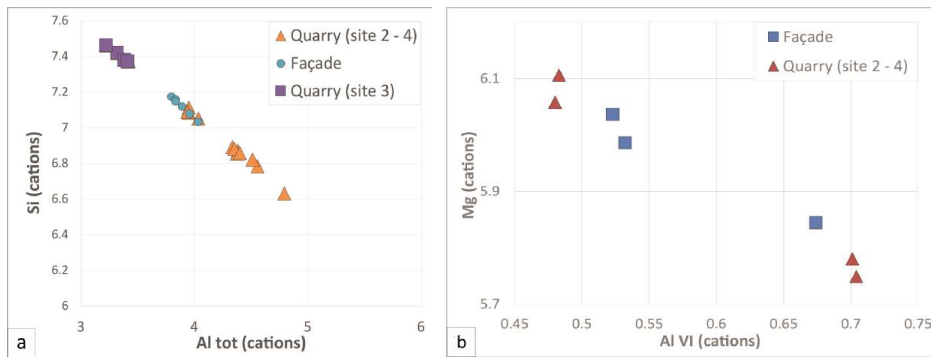 7.6
7.4
7.2
7
6.8
6.6
6.4
6.2
6
Si (cations)
3
4
5
6
Al tot (cations)
Quarry (site 2 - 4)
Façade
Quarry (site 3)
a
6.1
5.9
5.7
Mg (cations)
0.45
0.5
0.55
0.6
0.65
0.7
0.75
Al VI (cations)
Façade
Quarry (site 2 - 4)
b